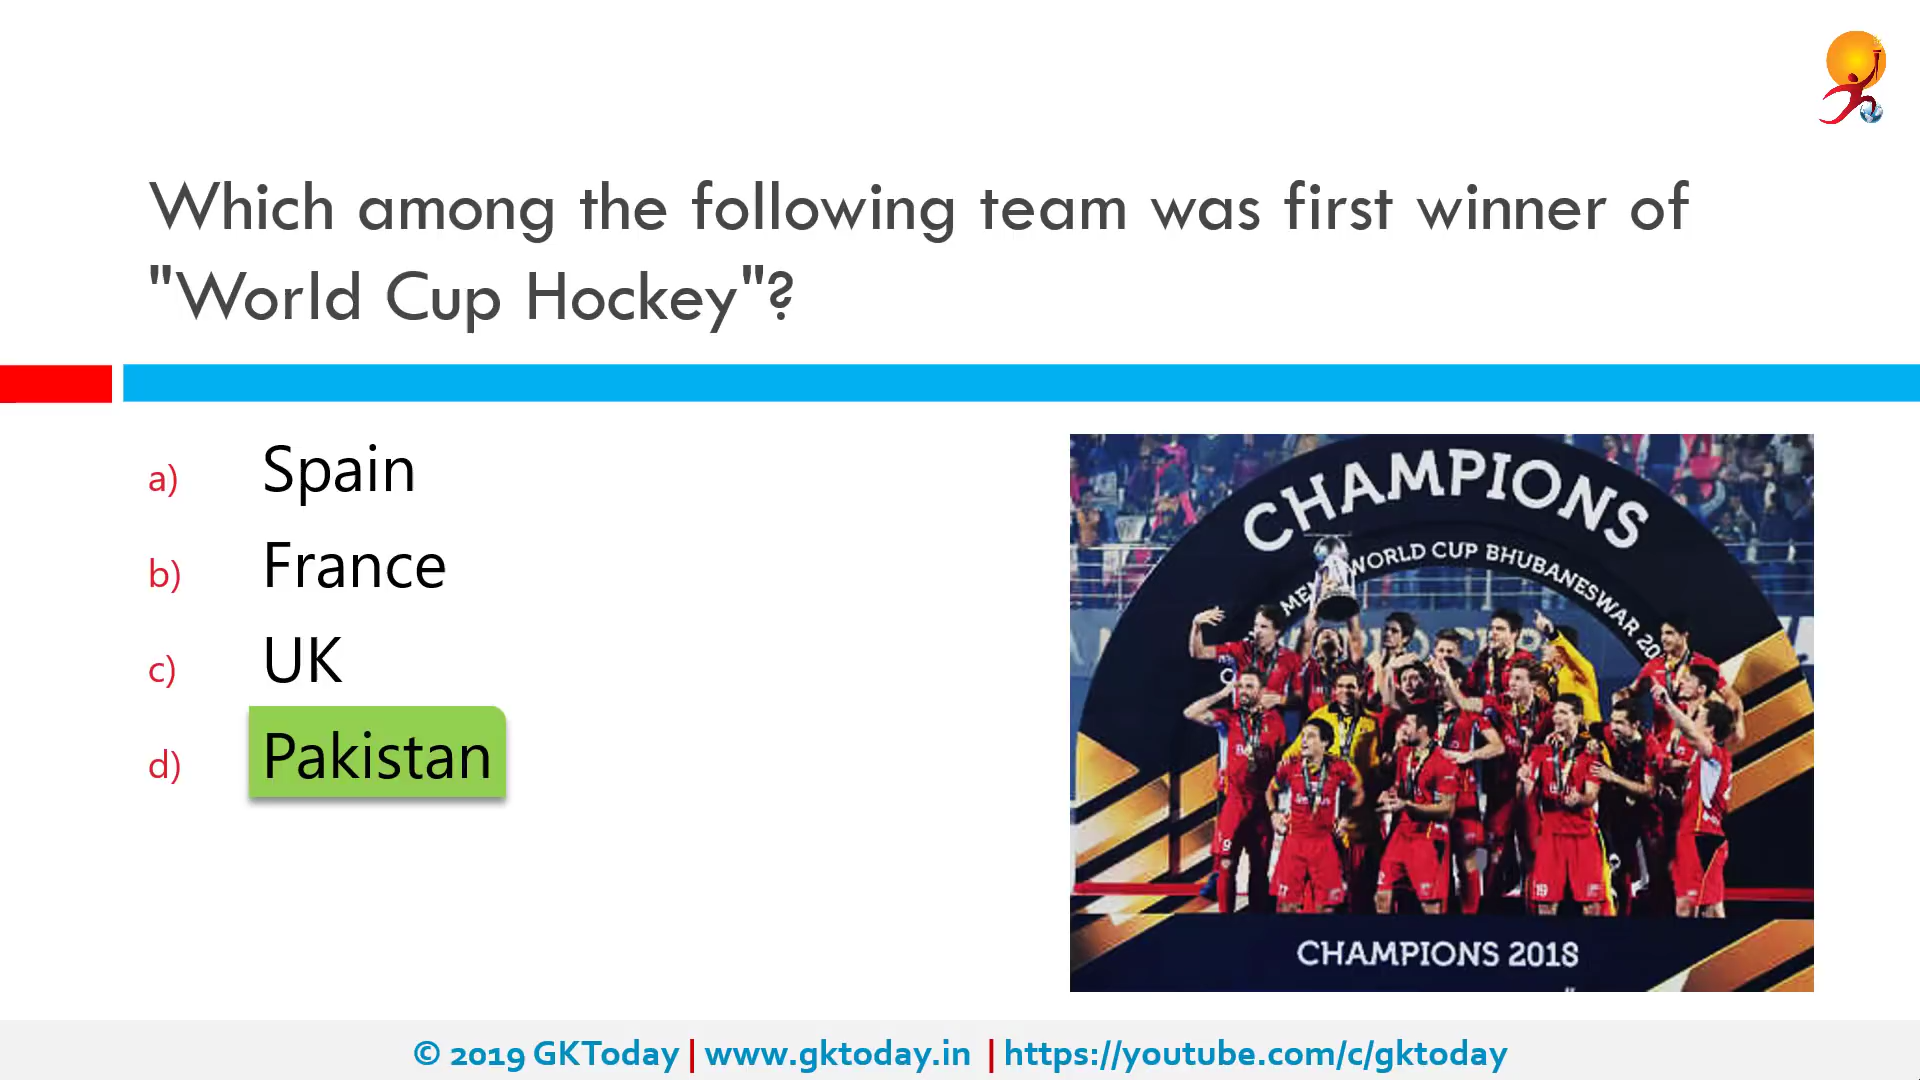 Which among the following team was first winner of
"World Cup Hockey"?
a) Spain
b) France
c) UK
d) Pakistan
CHAMPIONS
WORLD CUP BHUBANESWAR
CHAMPIONS 2018
© 2019 GKToday | www.gktoday.in | https://youtube.com/c/gktoday